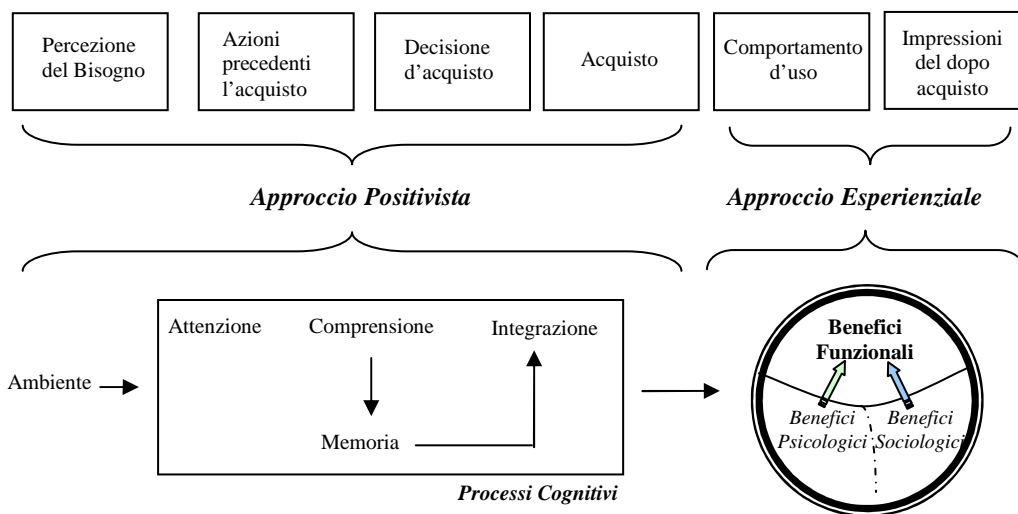 Percezione
del Bisogno
Azioni
precedenti
l’acquisto
Decisione
d’acquisto
Acquisto
Comportamento
d’uso
Impressioni
del dopo
acquisto
Approccio Positivista
Approccio Esperienziale
Ambiente
Attenzione
Comprensione
Integrazione
Memoria
Processi Cognitivi
Benefici
Funzionali
Benefici
Psicologici
Benefici
Sociologici